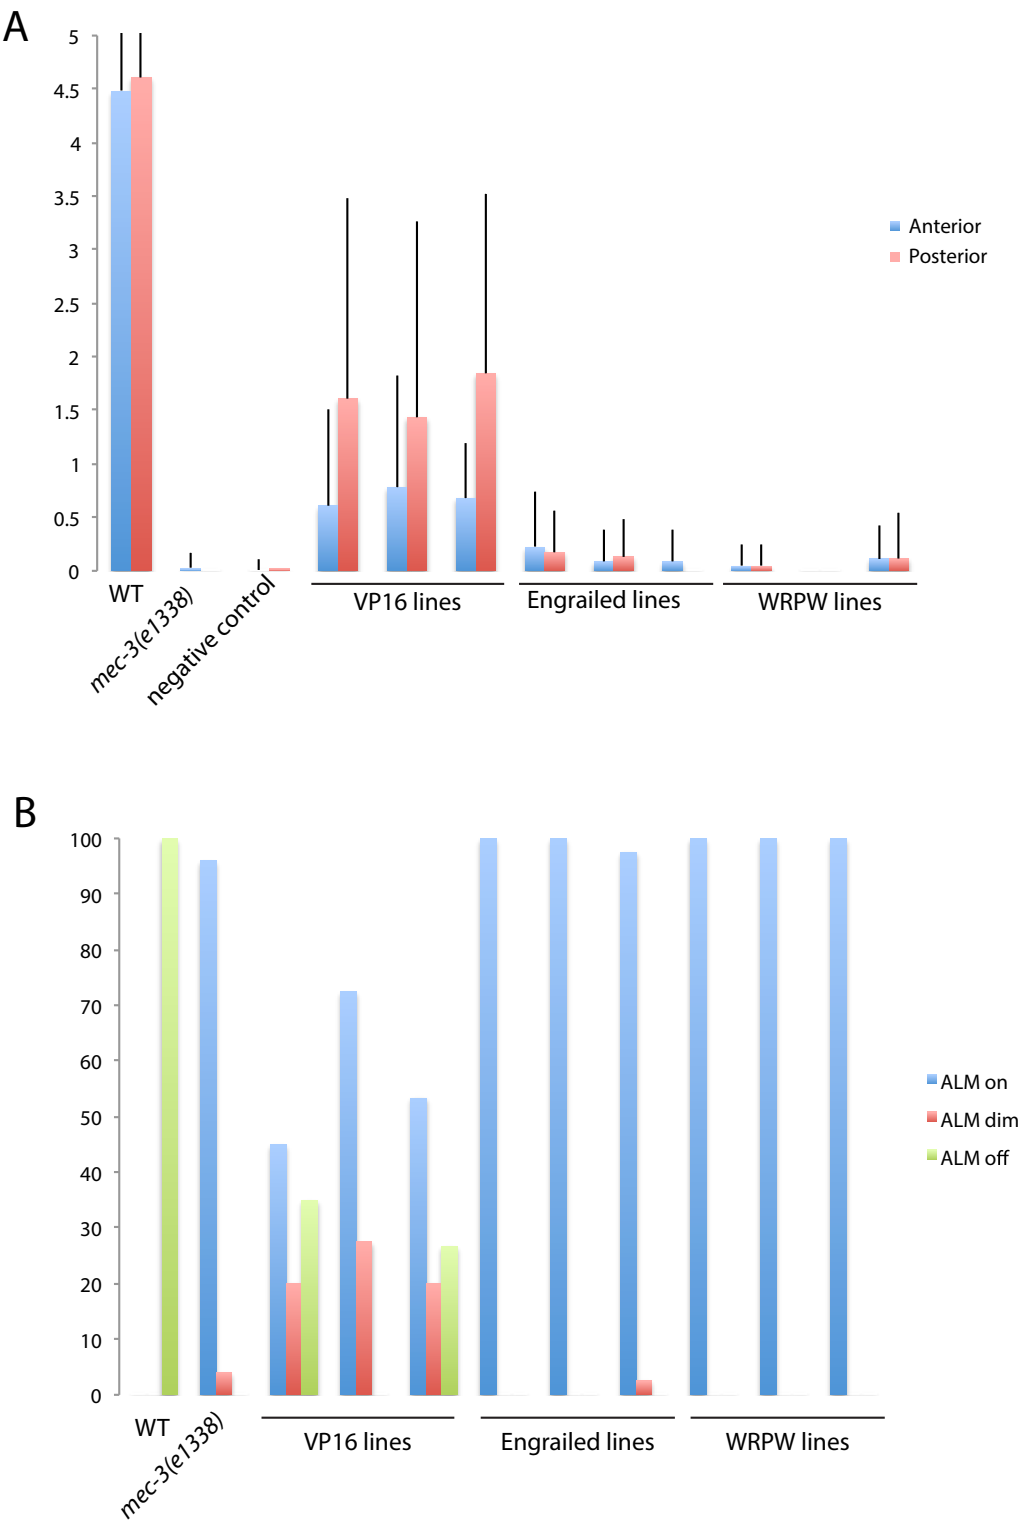 A
5
4.5
4
3.5
3
2.5
2
1.5
1
0.5
0
Anterior
Posterior
WT
mec-3(e1338)
negative control
VP16 lines
Engrailed lines
WRPW lines
B
100
90
80
70
60
50
40
30
20
10
0
ALM on
ALM dim
ALM off
WT
mec-3(e1338)
VP16 lines
Engrailed lines
WRPW lines